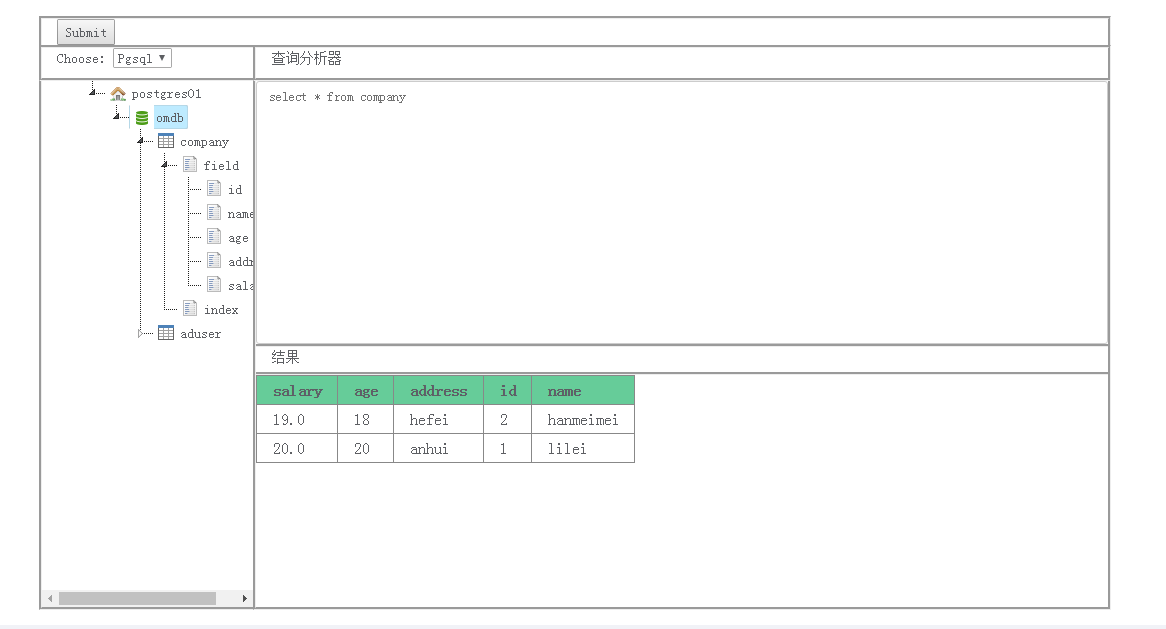 Submit
Choose: Pgsql
查询分析器
postgres01
omdb
company
field
id
name
age
addr
sala
index
aduser
select * from company
结果
salary age address id name
19.0 18 hefei 2 hanmeimei
20.0 20 anhui 1 lilei